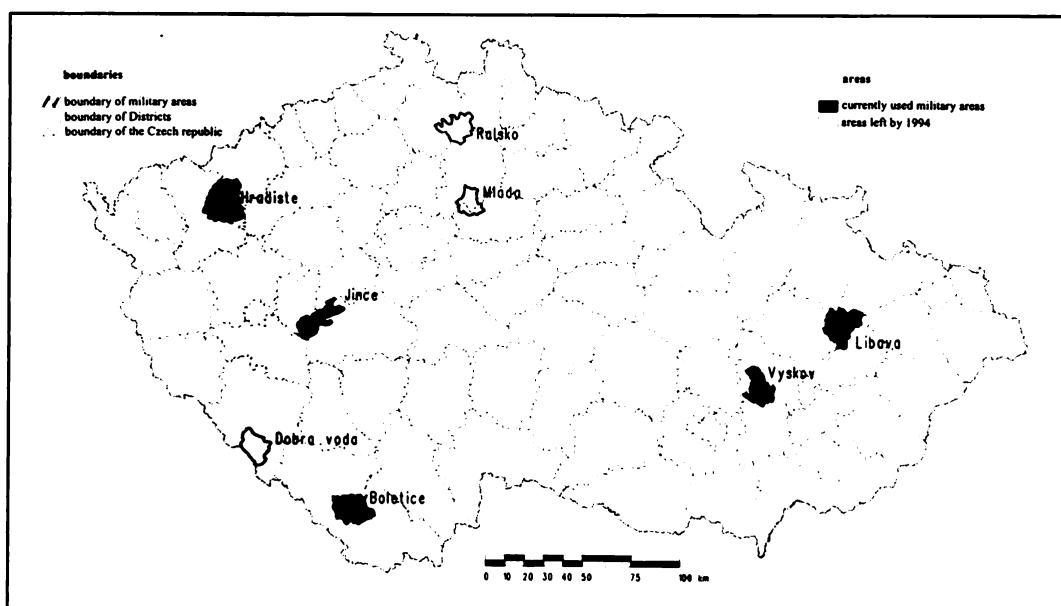 boundaries
boundary of military areas
boundary of Districts
boundary of the Czech republic
areas
currently used military areas
areas left by 1994
Ralsko
Mlada
Hradiste
Jince
Libava
Vyskov
Dobra voda
Boletice
0 10 20 30 40 50 75 100 km